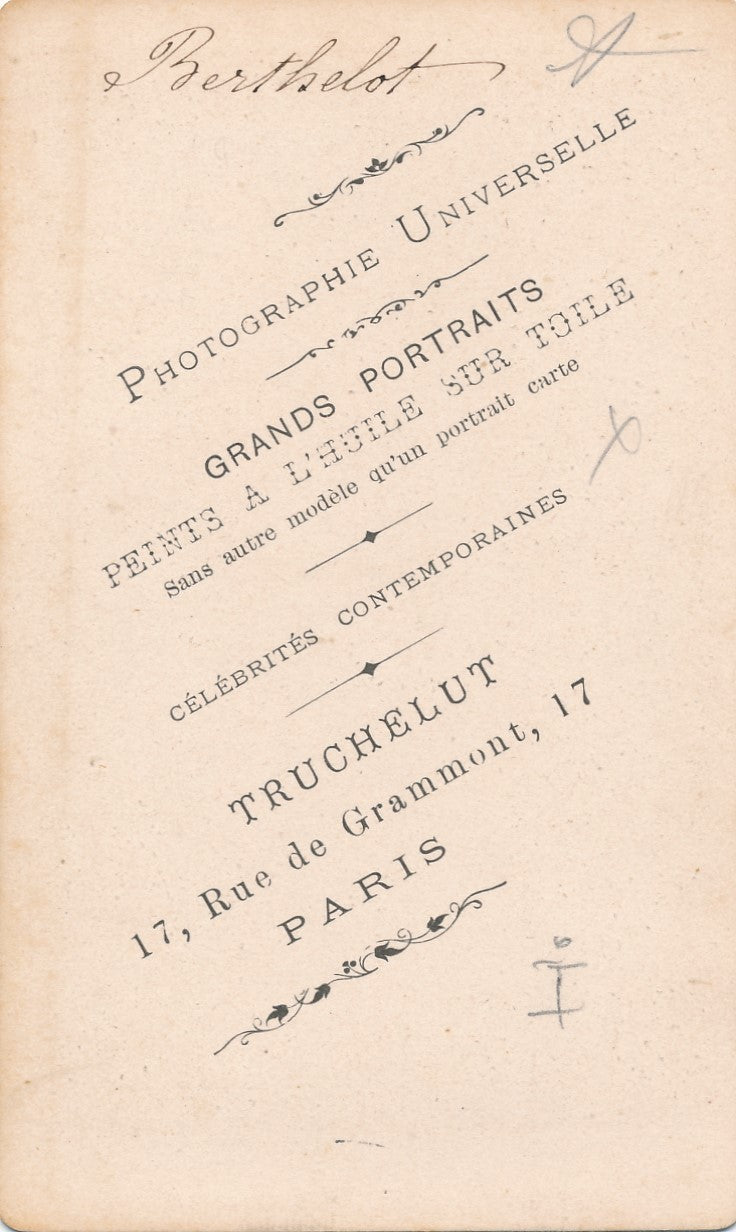 Berthelot
PHOTOGRAPHIE UNIVERSELLE
GRANDS PORTRAITS
PEINTS A L'HUILE SUR TOILE
Sans autre modèle qu'un portrait carte
CÉLÉBRITÉS CONTEMPORAINES
TRUCHELUT
17, Rue de Grammont, 17
PARIS